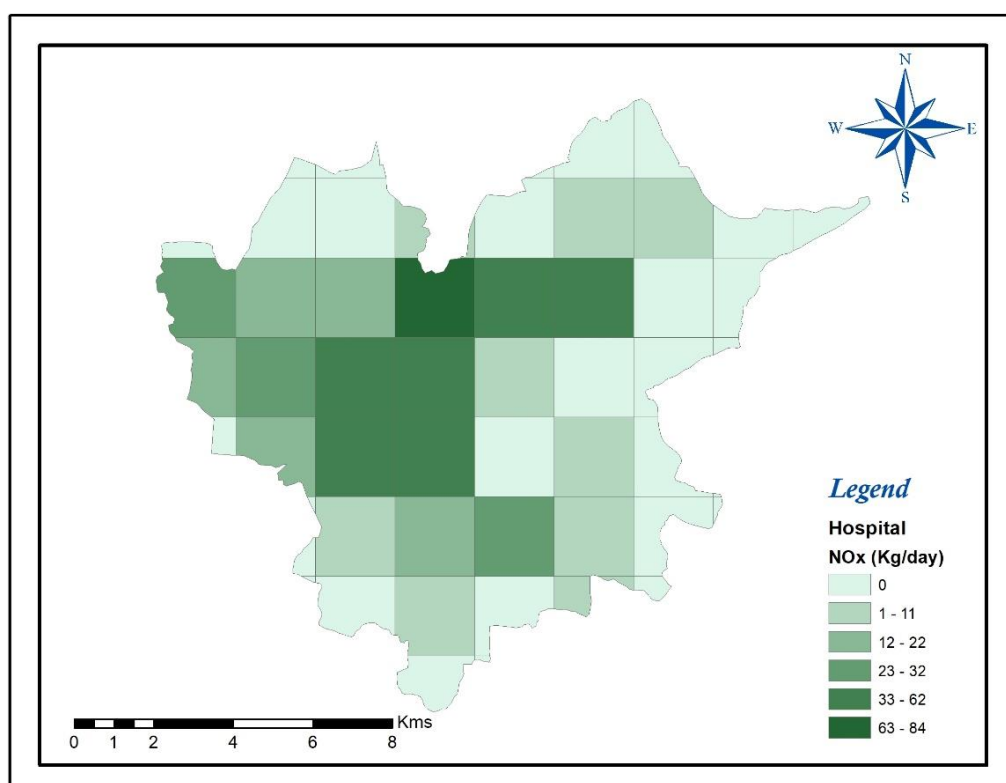 N
W E
S
Legend
Hospital
NOx (Kg/day)
0
1 - 11
12 - 22
23 - 32
33 - 62
63 - 84
Kms
0 1 2 4 6 8